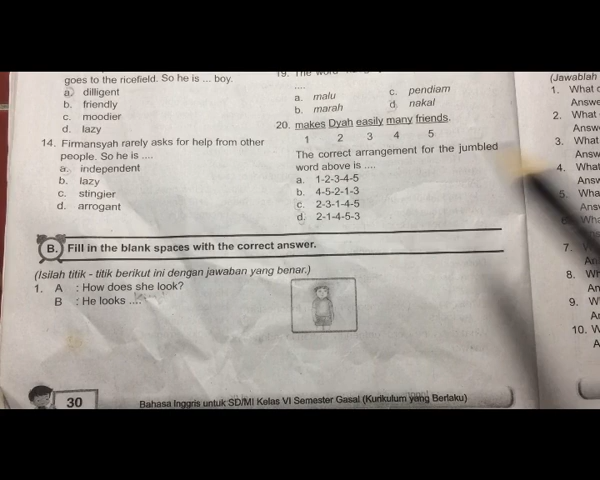 goes to the ricefield. So he is ... boy.
a. dilligent
b. friendly
c. moodier
d. lazy
14. Firmansyah rarely asks for help from other
people. So he is ....
a. independent
b. lazy
c. stingier
d. arrogant
19. The word
....
a. malu
c. pendiam
b. marah
d. nakal
20. makes Dyah easily many friends.
1 2 3 4 5
The correct arrangement for the jumbled
word above is ....
a. 1-2-3-4-5
b. 4-5-2-1-3
c. 2-3-1-4-5
d. 2-1-4-5-3
B. Fill in the blank spaces with the correct answer.
(Isilah titik - titik berikut ini dengan jawaban yang benar.)
1. A : How does she look?
B : He looks ....
30
Bahasa Inggris untuk SD/MI Kelas VI Semester Gasal (Kurikulum yang Berlaku)
(Jawablah
1. What
2. What
3. What
4. What
5. What
7.
8.
9.
10.